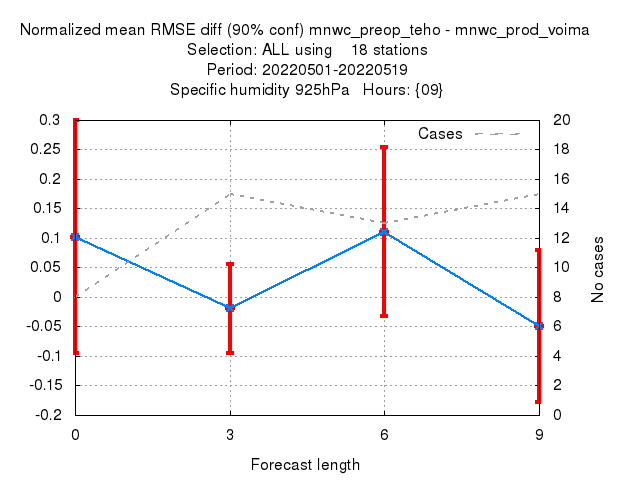 Normalized mean RMSE diff (90% conf) mnwc_preop_teho - mnwc_prod_voima
Selection: ALL using    18 stations
Period: 20220501-20220519
Specific humidity 925hPa   Hours: {09}
Cases
0.3
0.25
0.2
0.15
0.1
0.05
0
-0.05
-0.1
-0.15
-0.2
20
18
16
14
12
10
8
6
4
2
0
No cases
0 3 6 9
Forecast length